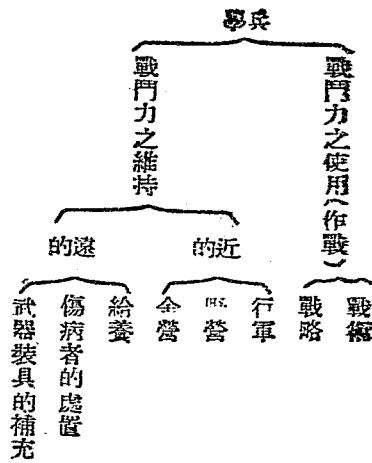 兵學
戰鬥力之使用(作戰)
戰鬥力之維持
近的
遠的
戰術
戰略
行軍
營
舍營
給養
傷病者的處置
武器裝具的補充